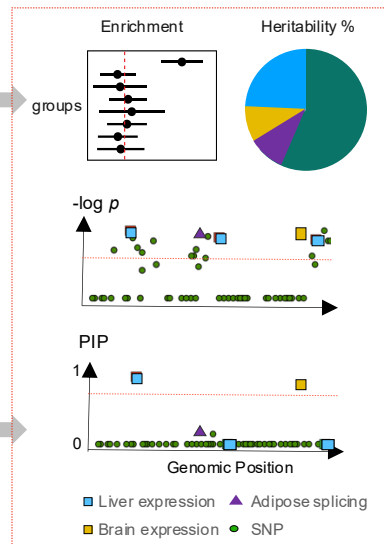 Enrichment
Heritability %
groups
-log p
PIP
1
0
Genomic Position
Liver expression
Adipose splicing
Brain expression
SNP